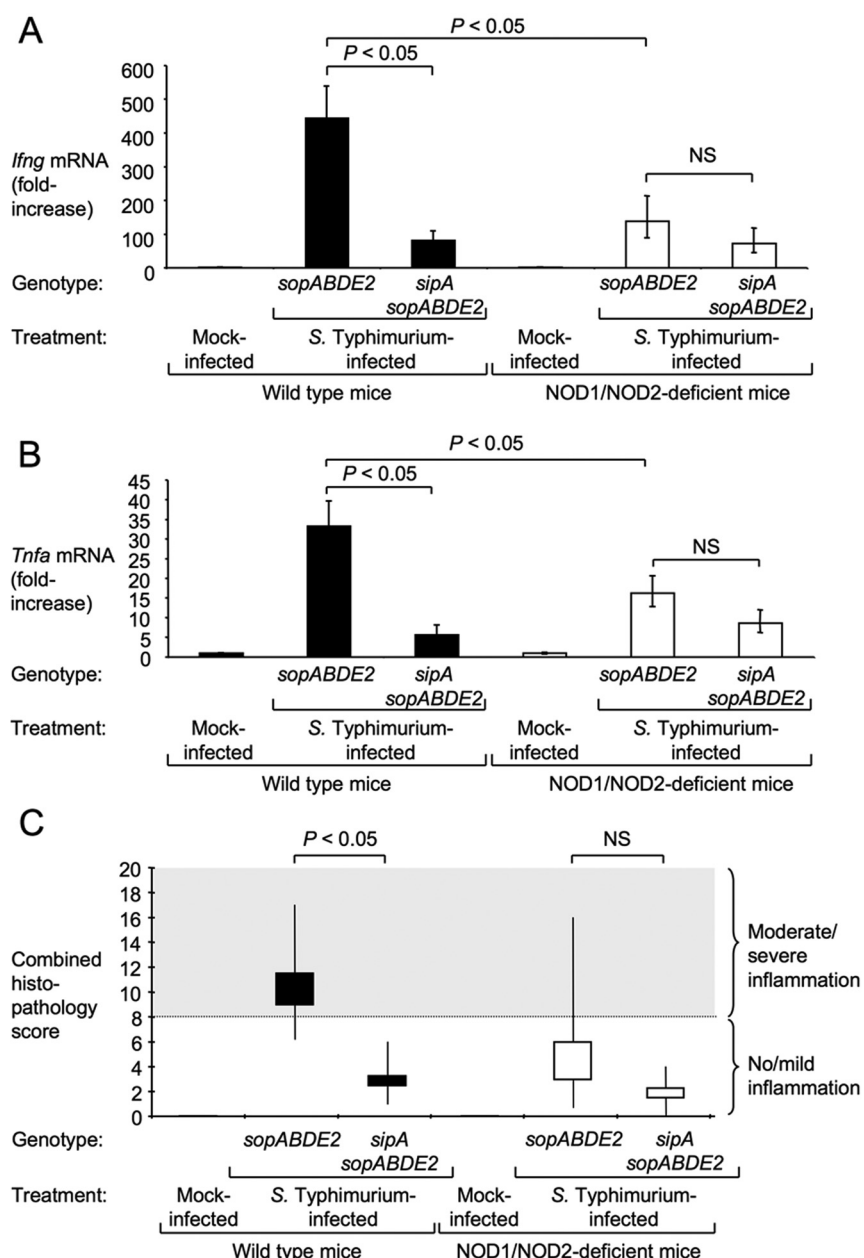 A
P < 0.05
P < 0.05
600
500
400
300
200
100
0
Ifng mRNA
(fold-
increase)
NS
Genotype: sopABDE2 sipA sopABDE2 sipA
sopABDE2 sopABDE2
Treatment: Mock- S. Typhimurium- Mock- S. Typhimurium-
infected infected infected infected
Wild type mice NOD1/NOD2-deficient mice
B
P < 0.05
P < 0.05
45
40
35
30
25
20
15
10
5
0
Tnfa mRNA
(fold-
increase)
NS
Genotype: sopABDE2 sipA sopABDE2 sipA
sopABDE2 sopABDE2
Treatment: Mock- S. Typhimurium- Mock- S. Typhimurium-
infected infected infected infected
Wild type mice NOD1/NOD2-deficient mice
C
P < 0.05 NS
20
18
16
14
12
10
8
6
4
2
0
Combined
histo-
pathology
score
Moderate/
severe
inflammation
No/mild
inflammation
Genotype: sopABDE2 sipA sopABDE2 sipA
sopABDE2 sopABDE2
Treatment: Mock- S. Typhimurium- Mock- S. Typhimurium-
infected infected infected infected
Wild type mice NOD1/NOD2-deficient mice